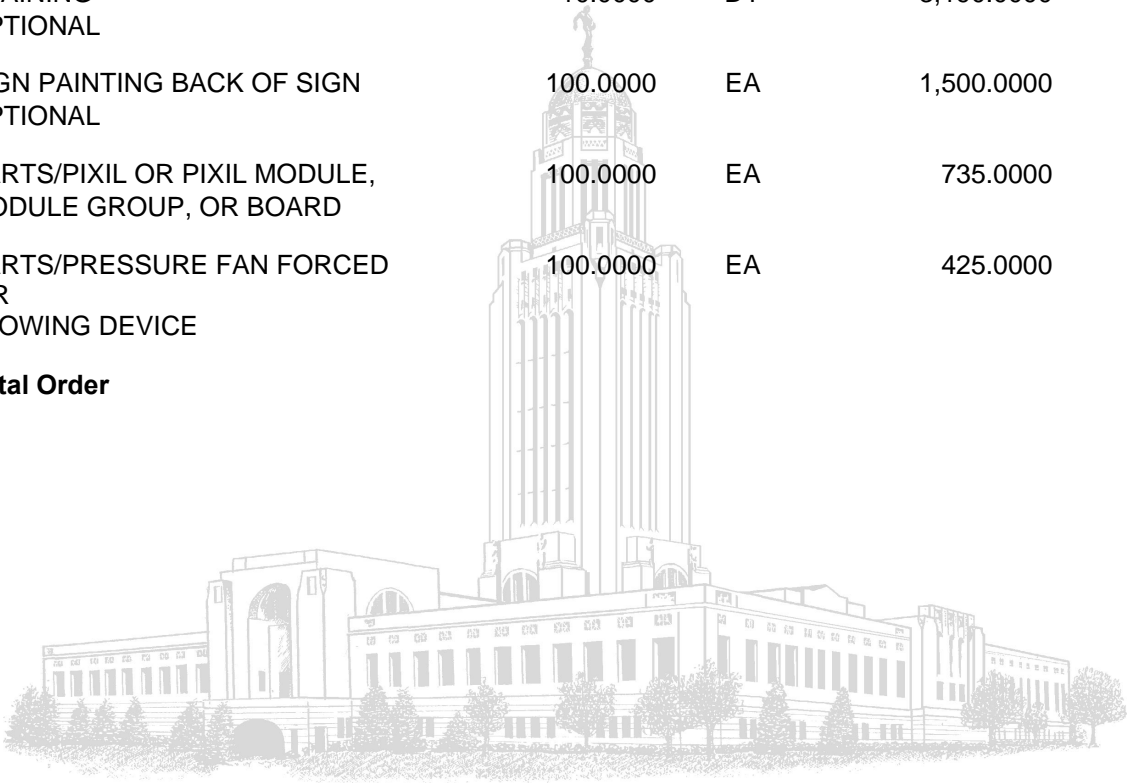 PTIONAL
GN PAINTING BACK OF SIGN 100.0000 EA 1,500.0000
PTIONAL
ARTS/PIXIL OR PIXIL MODULE, 100.0000 EA 735.0000
ODULE GROUP, OR BOARD
ARTS/PRESSURE FAN FORCED 100.0000 EA 425.0000
R
OWING DEVICE
tal Order